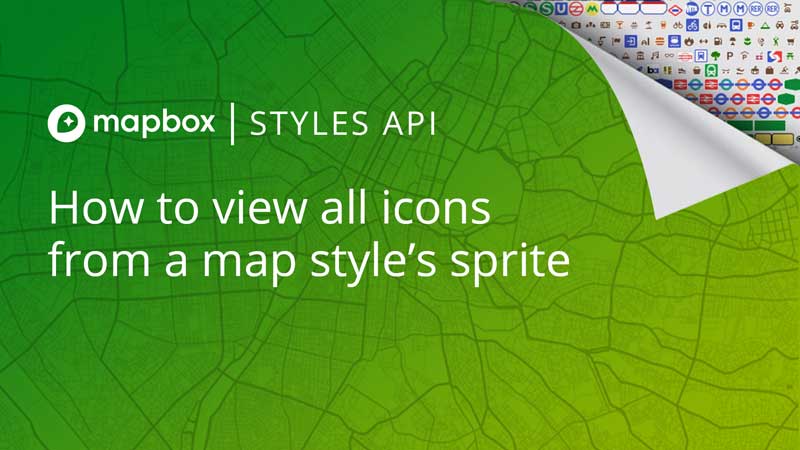 mapbox | STYLES API
How to view all icons
from a map style's sprite